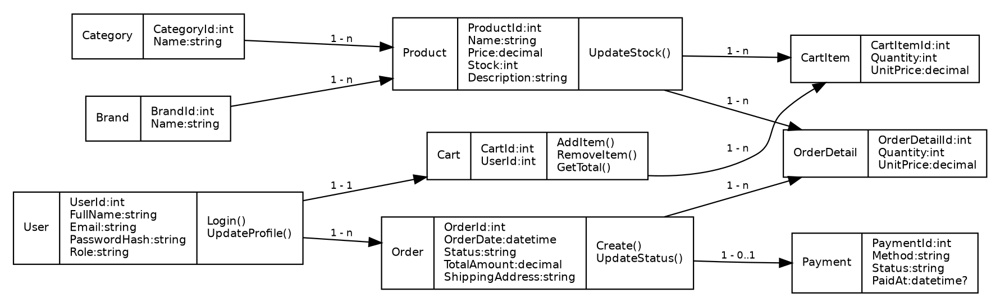 Category
CategoryId:int
Name:string
1 - n
Brand
BrandId:int
Name:string
1 - n
Product
ProductId:int
Name:string
Price:decimal
Stock:int
Description:string
UpdateStock()
1 - n
1 - n
CartItem
CartItemId:int
Quantity:int
UnitPrice:decimal
User
UserId:int
FullName:string
Email:string
PasswordHash:string
Role:string
Login()
UpdateProfile()
1 - 1
1 - n
Cart
CartId:int
UserId:int
AddItem()
RemoveItem()
GetTotal()
1 - n
OrderDetail
OrderDetailId:int
Quantity:int
UnitPrice:decimal
Order
OrderId:int
OrderDate:datetime
Status:string
TotalAmount:decimal
ShippingAddress:string
Create()
UpdateStatus()
1 - n
1 - 0..1
Payment
PaymentId:int
Method:string
Status:string
PaidAt:datetime?